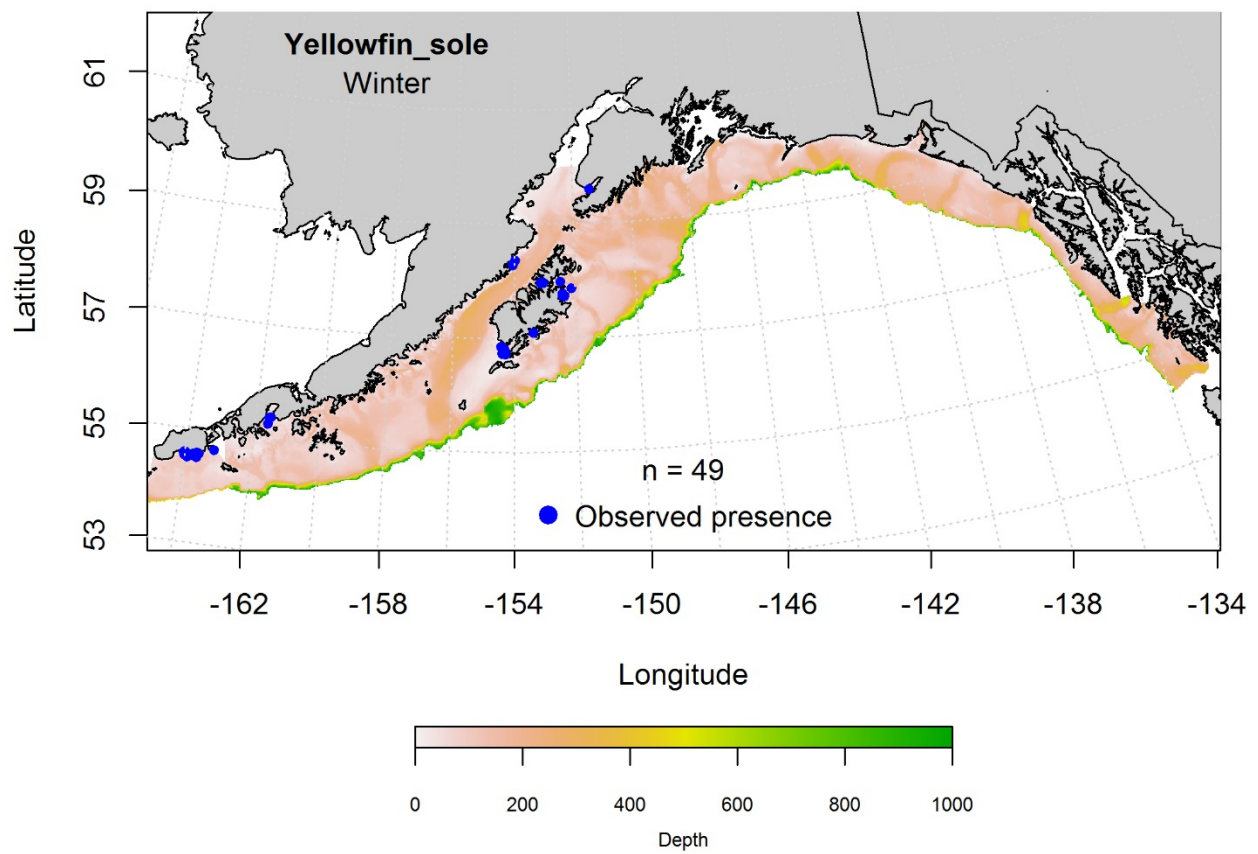 Yellowfin_sole
Winter
61
59
57
55
53
Latitude
n = 49
Observed presence
-162 -158 -154 -150 -146 -142 -138 -134
Longitude
0 200 400 600 800 1000
Depth